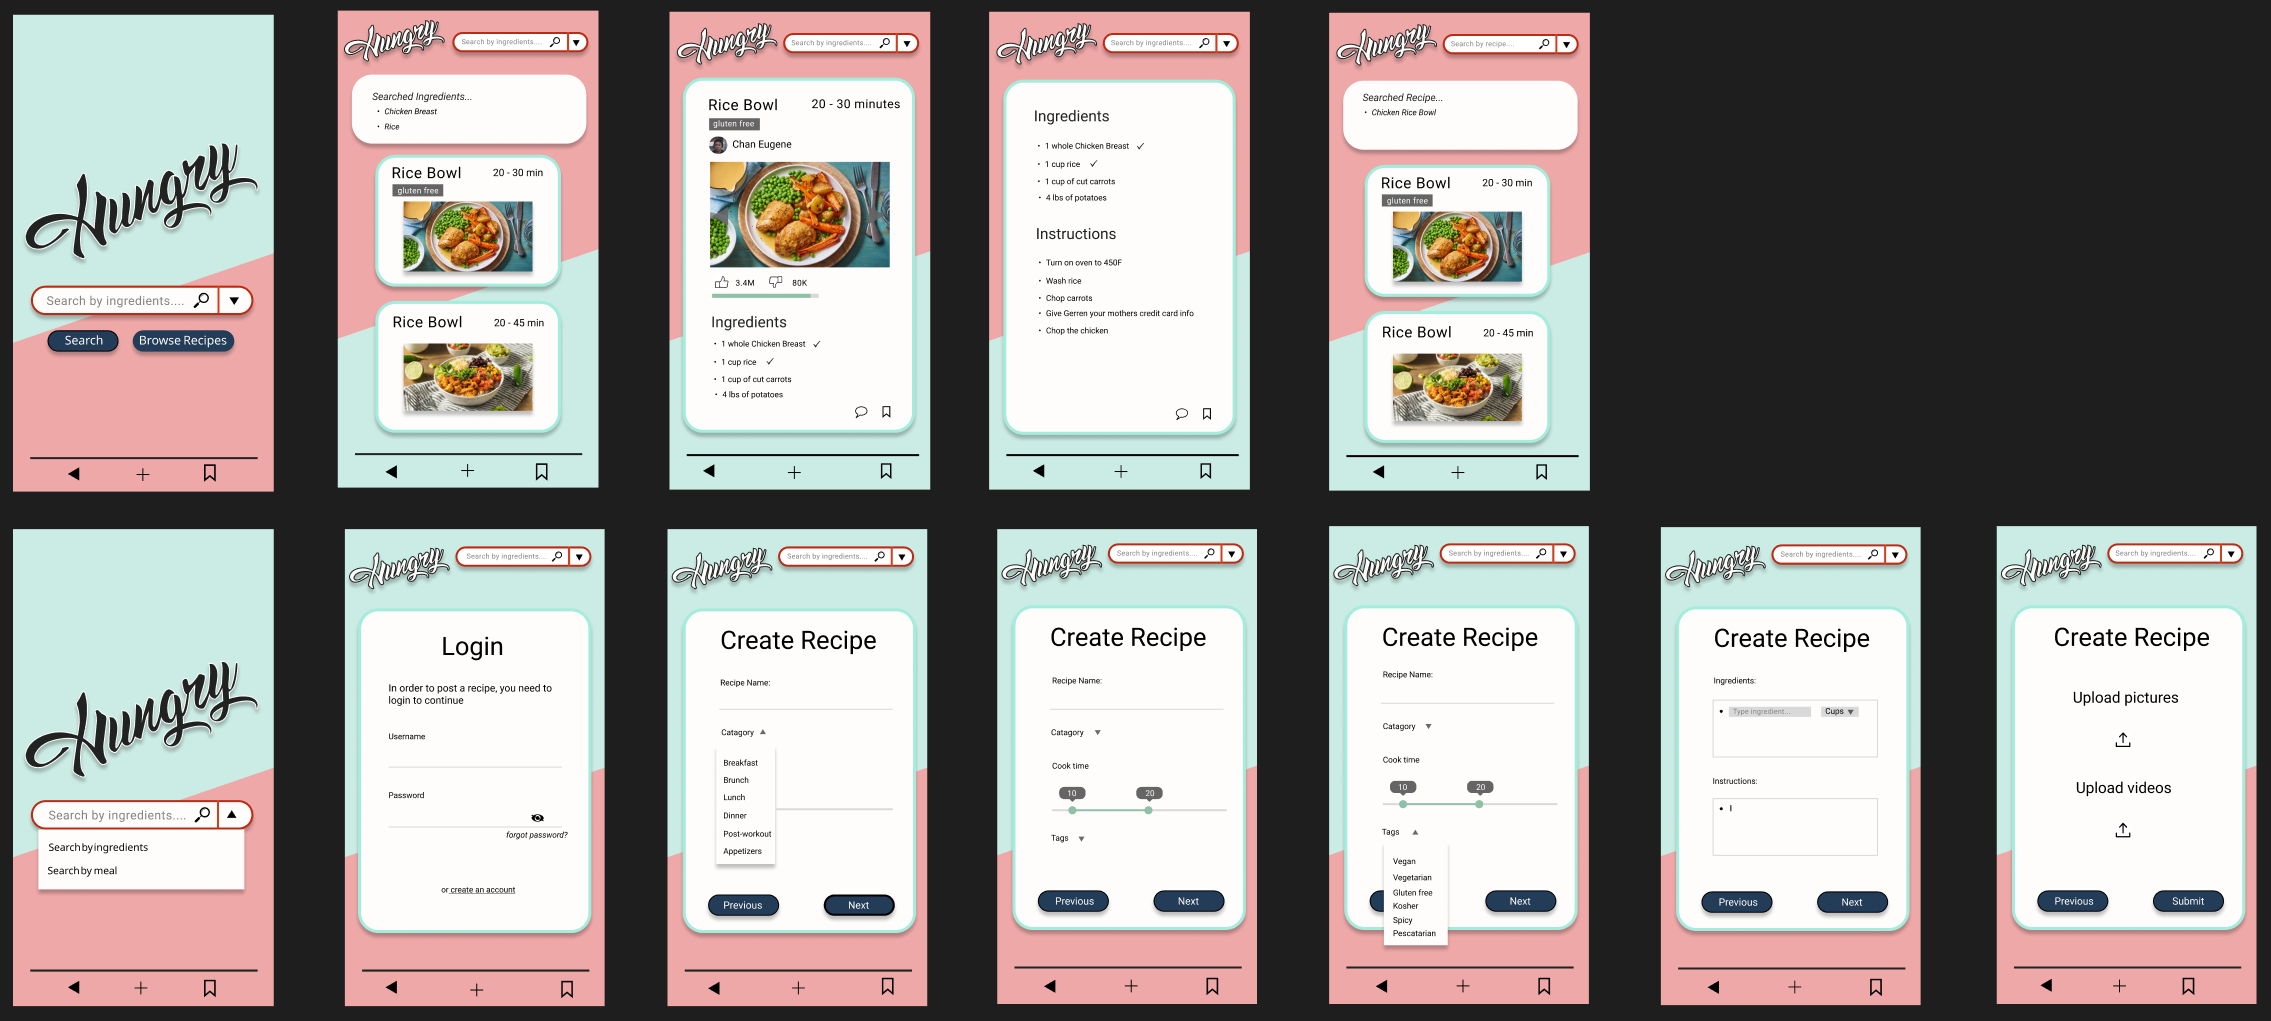 Hungry
Search by ingredients....
Search
Browse Recipes
Hungry
Search by ingredients....
Searched Ingredients...
• Chicken Breast
• Rice
Rice Bowl
20 - 30 min
gluten free
Rice Bowl
20 - 45 min
Hungry
Search by ingredients....
Rice Bowl
20 - 30 minutes
gluten free
Chan Eugene
3.4M
80K
Ingredients
• 1 whole Chicken Breast ✓
• 1 cup rice ✓
• 1 cup of cut carrots
• 4 lbs of potatoes
Hungry
Search by ingredients....
Ingredients
• 1 whole Chicken Breast ✓
• 1 cup rice ✓
• 1 cup of cut carrots
• 4 lbs of potatoes
Instructions
• Turn on oven to 450F
• Wash rice
• Chop carrots
• Give Gerren your mothers credit card info
• Chop the chicken
Hungry
Search by recipe....
Searched Recipe...
• Chicken Rice Bowl
Rice Bowl
20 - 30 min
gluten free
Rice Bowl
20 - 45 min
Hungry
Search by ingredients....
Search by ingredients
Search by meal
Hungry
Search by ingredients....
Login
In order to post a recipe, you need to
login to continue
Username
Password
forgot password?
or create an account
Hungry
Search by ingredients....
Create Recipe
Recipe Name:
Catagory
Breakfast
Brunch
Lunch
Dinner
Post-workout
Appetizers
Previous
Next
Hungry
Search by ingredients....
Create Recipe
Recipe Name:
Catagory
Cook time
10
20
Tags
Previous
Next
Hungry
Search by ingredients....
Create Recipe
Recipe Name:
Catagory
Cook time
10
20
Tags
Vegan
Vegetarian
Gluten free
Kosher
Spicy
Pescatarian
Next
Hungry
Search by ingredients....
Create Recipe
Ingredients:
• Type ingredient...
Cups
Instructions:
• I
Previous
Next
Hungry
Search by ingredients....
Create Recipe
Upload pictures
Upload videos
Previous
Submit